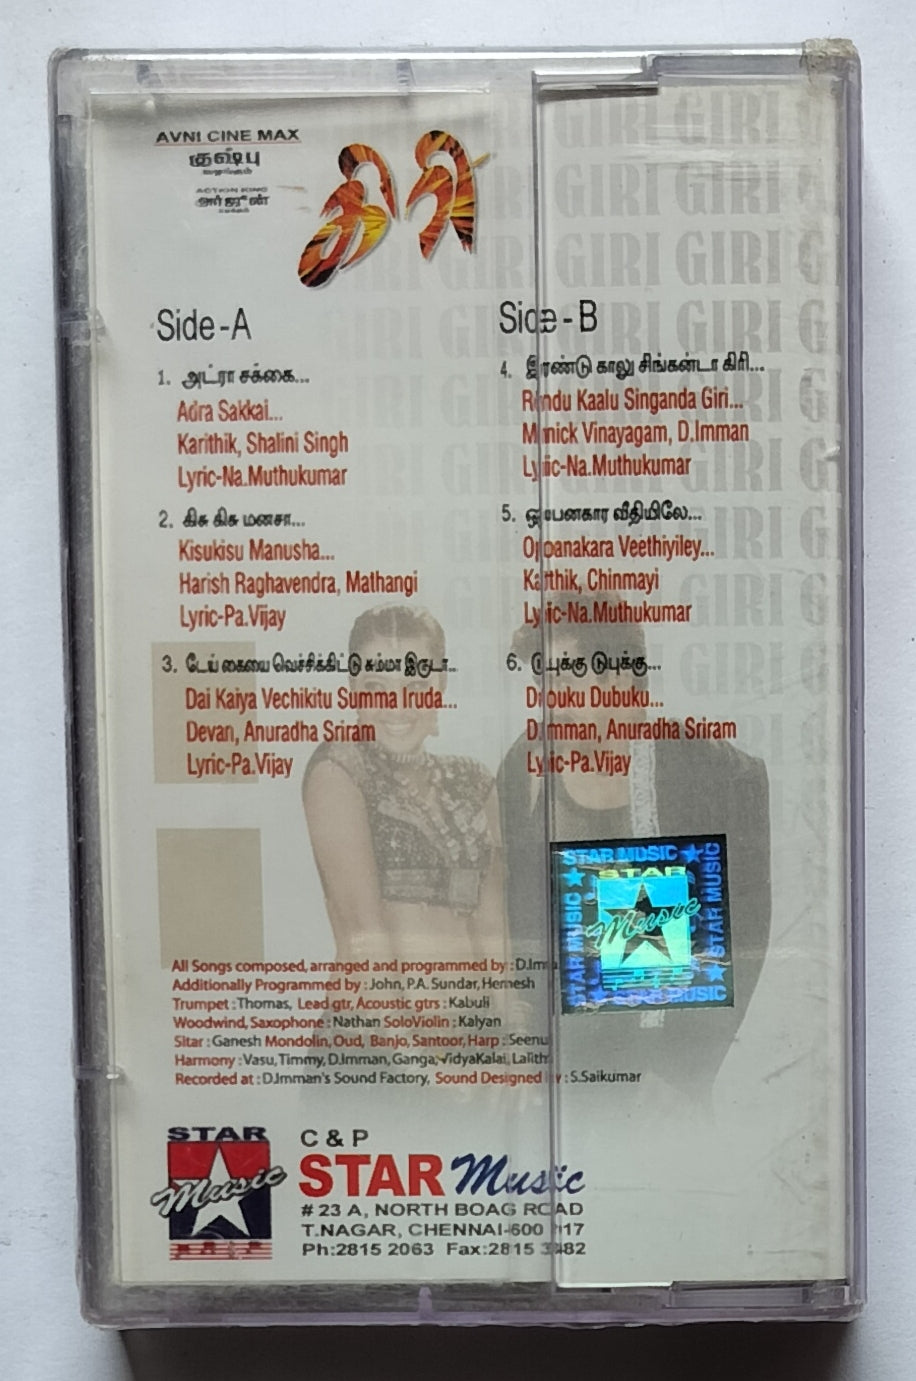 AVNI CINE MAX
குஷ்பு
ACTION KING
அர்ஜுன்
கிரி
Side-A
1. அட்ரா சக்கை...
Adra Sakkai...
Karithik, Shalini Singh
Lyric-Na.Muthukumar
2. கிசு கிசு மனசா...
Kisukisu Manusha...
Harish Raghavendra, Mathangi
Lyric-Pa.Vijay
3. டேய் கையை வெச்சிக்கிட்டு சும்மா இருடா...
Dai Kaiya Vechikitu Summa Iruda...
Devan, Anuradha Sriram
Lyric-Pa.Vijay
Side-B
4. இரண்டு காலு சிங்கன்டா கிரி...
Rendu Kaalu Singanda Giri...
Manick Vinayagam, D.Imman
Lyric-Na.Muthukumar
5. ஒப்பனகார வீதியிலே...
Oppanakara Veethiyiley...
Karthik, Chinmayi
Lyric-Na.Muthukumar
6. டுபுக்கு டுபுக்கு...
Dubuku Dubuku...
D.Imman, Anuradha Sriram
Lyric-Pa.Vijay
STAR MUSIC
STAR
Music
All Songs composed, arranged and programmed by : D.Imman
Additionally Programmed by : John, P.A. Sundar, Hemesh
Trumpet : Thomas, Lead gtr, Acoustic gtrs : Kabuli
Woodwind, Saxophone : Nathan SoloViolin : Kalyan
Sitar : Ganesh Mondolin, Oud, Banjo, Santoor, Harp : Seenu
Harmony : Vasu, Timmy, D.Imman, Ganga, VidyaKalai, Lalith
Recorded at : D.Imman's Sound Factory, Sound Designed by : S.Saikumar
STAR
Music
C & P
STAR Music
# 23 A, NORTH BOAG ROAD
T.NAGAR, CHENNAI-600 017
Ph:2815 2063 Fax:2815 3482
GIRI GIRI GIRI